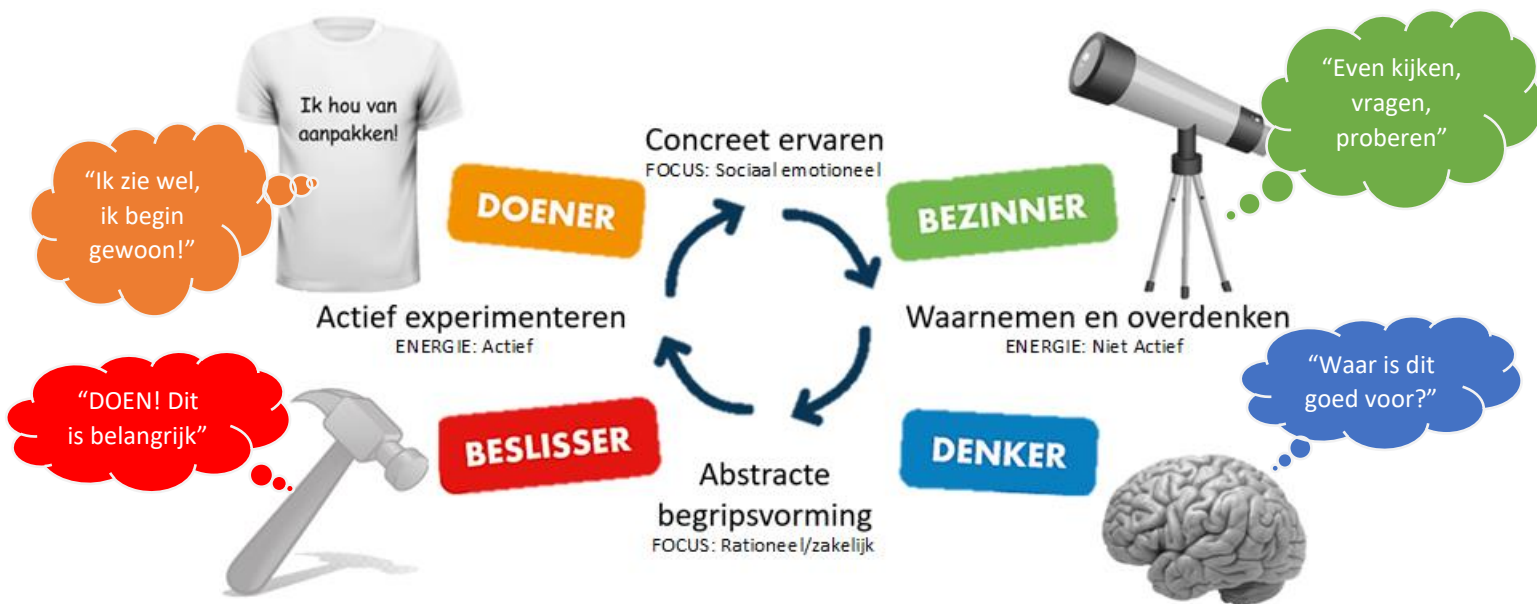 Ik hou van
aanpakken!
“Ik zie wel,
ik begin
gewoon!”
DOENER
Concreet ervaren
FOCUS: Sociaal emotioneel
BEZINNER
“Even kijken,
vragen,
proberen”
Actief experimenteren
ENERGIE: Actief
Waarnemen en overdenken
ENERGIE: Niet Actief
“DOEN! Dit
is belangrijk”
BESLISSER
Abstracte
begripsvorming
FOCUS: Rationeel/zakelijk
DENKER
“Waar is dit
goed voor?”